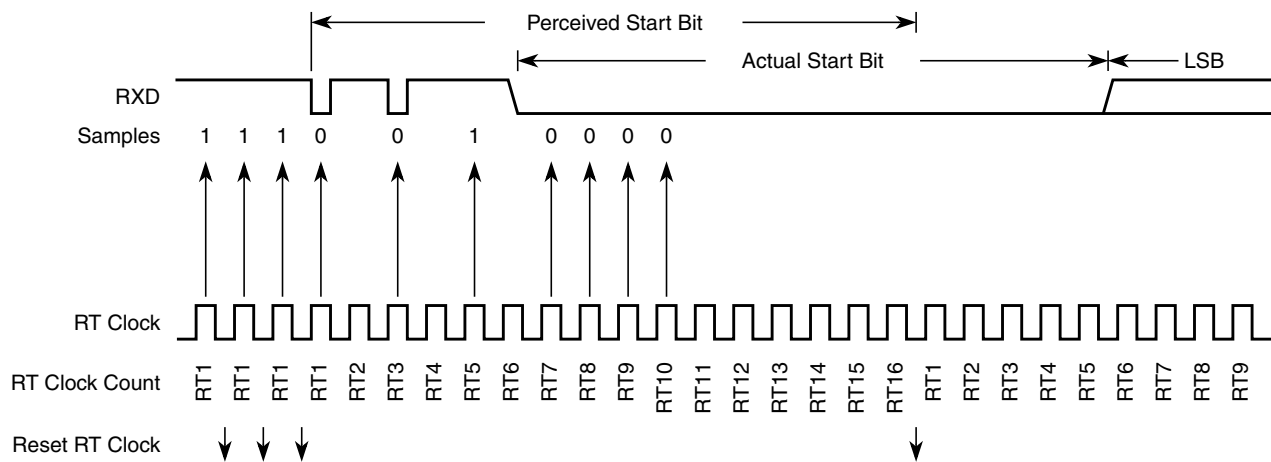 Perceived Start Bit
Actual Start Bit
LSB
RXD
Samples 1 1 1 0 0 1 0 0 0 0
RT Clock
RT Clock Count RT1 RT1 RT1 RT1 RT2 RT3 RT4 RT5 RT6 RT7 RT8 RT9 RT10 RT11 RT12 RT13 RT14 RT15 RT16 RT1 RT2 RT3 RT4 RT5 RT6 RT7 RT8 RT9
Reset RT Clock